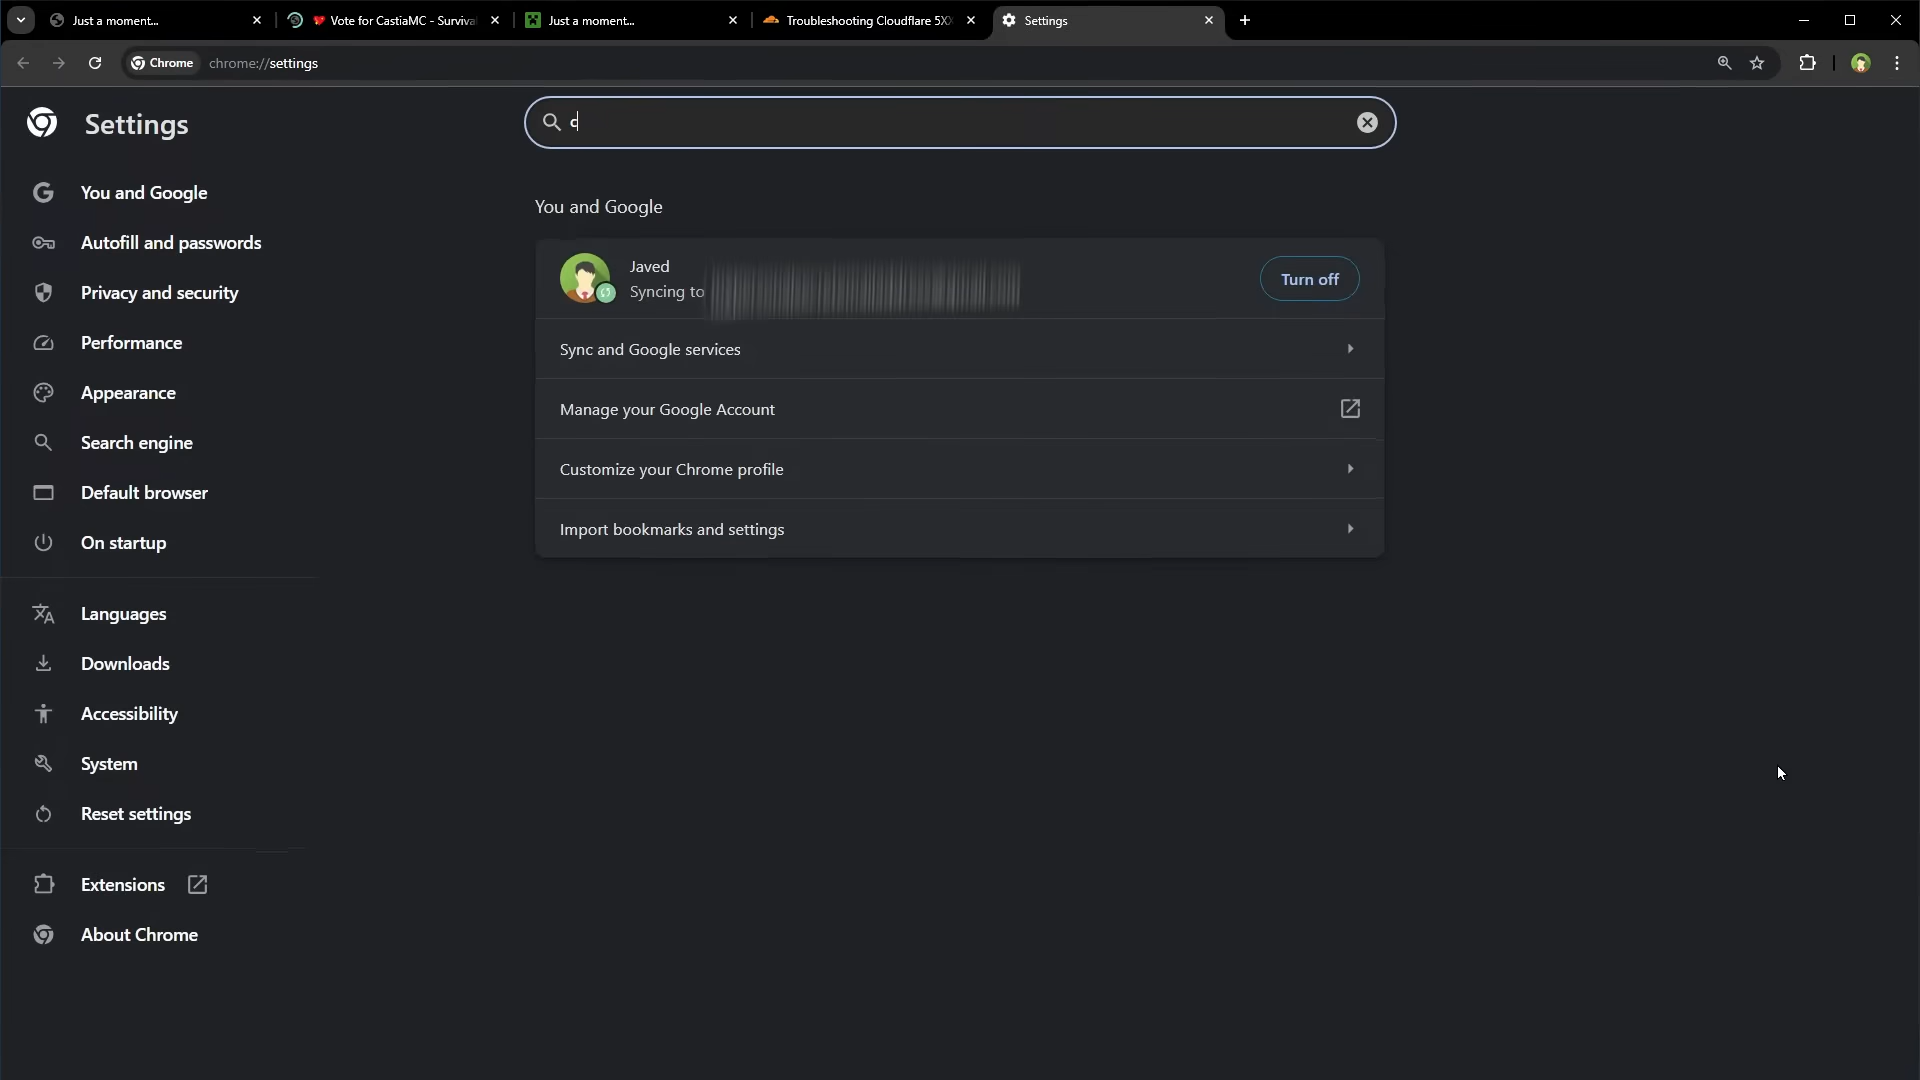 Just a moment...
Vote for CastiaMC - Surviva
Just a moment...
Troubleshooting Cloudflare 5XX
Settings
Chrome
chrome://settings
Settings
c
You and Google
Autofill and passwords
Privacy and security
Performance
Appearance
Search engine
Default browser
On startup
Languages
Downloads
Accessibility
System
Reset settings
Extensions
About Chrome
You and Google
Javed
Syncing to
Turn off
Sync and Google services
Manage your Google Account
Customize your Chrome profile
Import bookmarks and settings